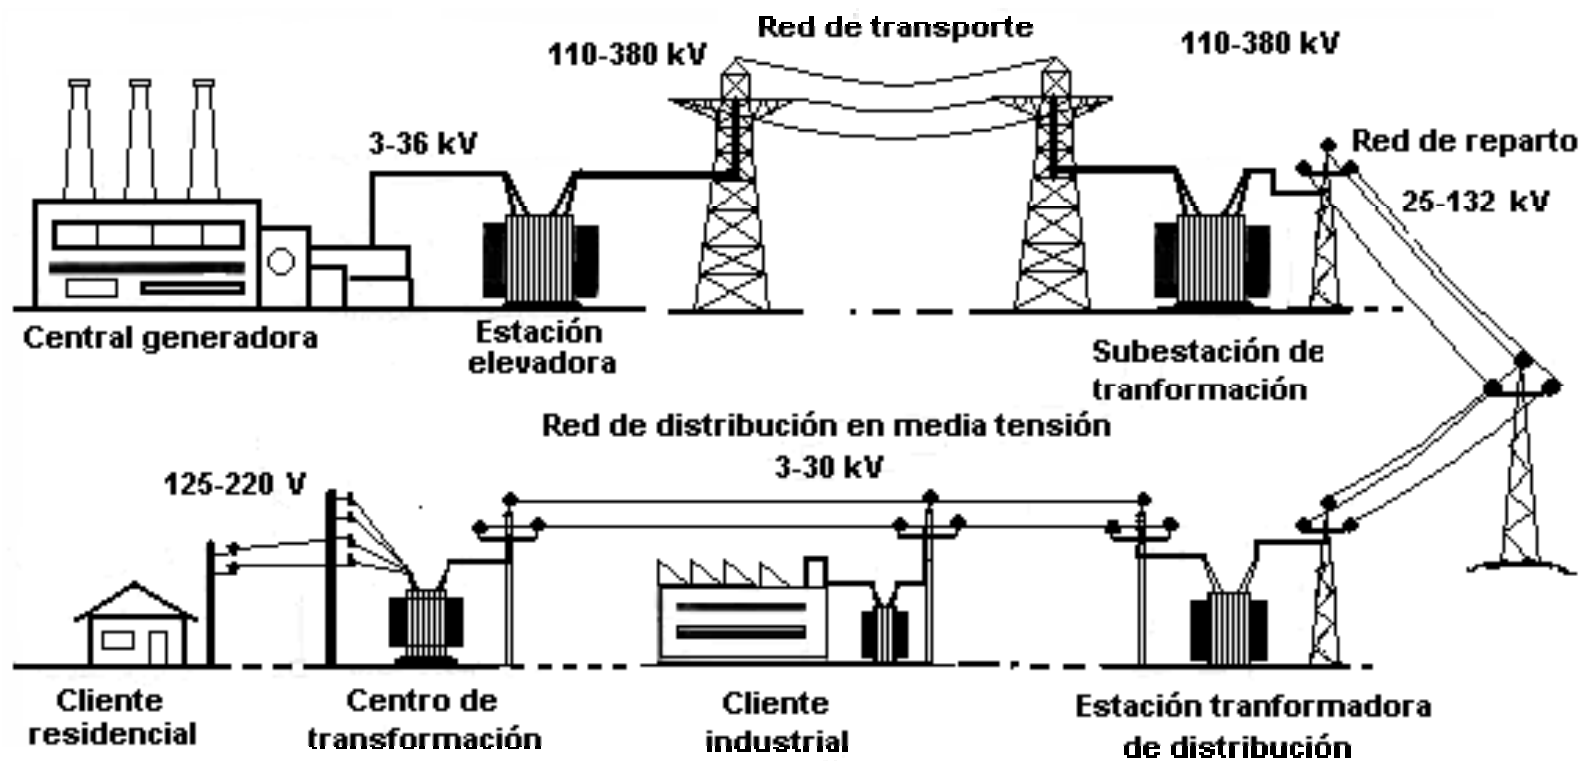 Red de transporte
110-380 kV
110-380 kV
3-36 kV
Red de reparto
25-132 kV
Central generadora
Estación
elevadora
Subestación de
tranformación
Red de distribución en media tensión
3-30 kV
125-220 V
Cliente
residencial
Centro de
transformación
Cliente
industrial
Estación tranformadora
de distribución